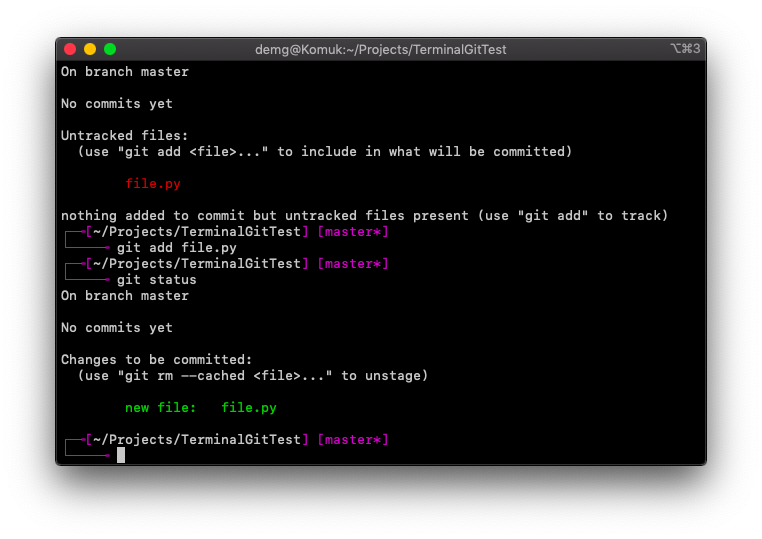 demg@Komuk:~/Projects/TerminalGitTest ⌥⌘3
On branch master
No commits yet
Untracked files:
(use "git add <file>..." to include in what will be committed)
file.py
nothing added to commit but untracked files present (use "git add" to track)
[~/Projects/TerminalGitTest] [master*]
git add file.py
[~/Projects/TerminalGitTest] [master*]
git status
On branch master
No commits yet
Changes to be committed:
(use "git rm --cached <file>..." to unstage)
new file:   file.py
[~/Projects/TerminalGitTest] [master*]